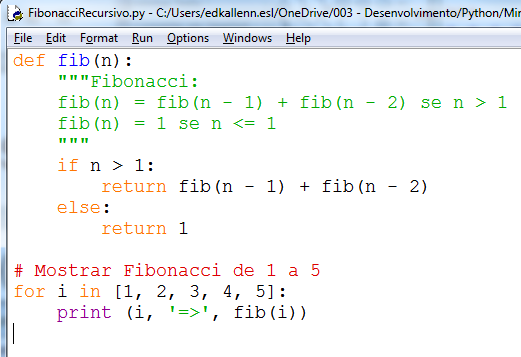 FibonacciRecursivo.py - C:/Users/edkallenn.esl/OneDrive/003 - Desenvolvimento/Python/Mir
File Edit Format Run Options Windows Help
def fib(n):
    """Fibonacci:
    fib(n) = fib(n - 1) + fib(n - 2) se n > 1
    fib(n) = 1 se n <= 1
    """
    if n > 1:
        return fib(n - 1) + fib(n - 2)
    else:
        return 1

# Mostrar Fibonacci de 1 a 5
for i in [1, 2, 3, 4, 5]:
    print (i, '=>', fib(i))